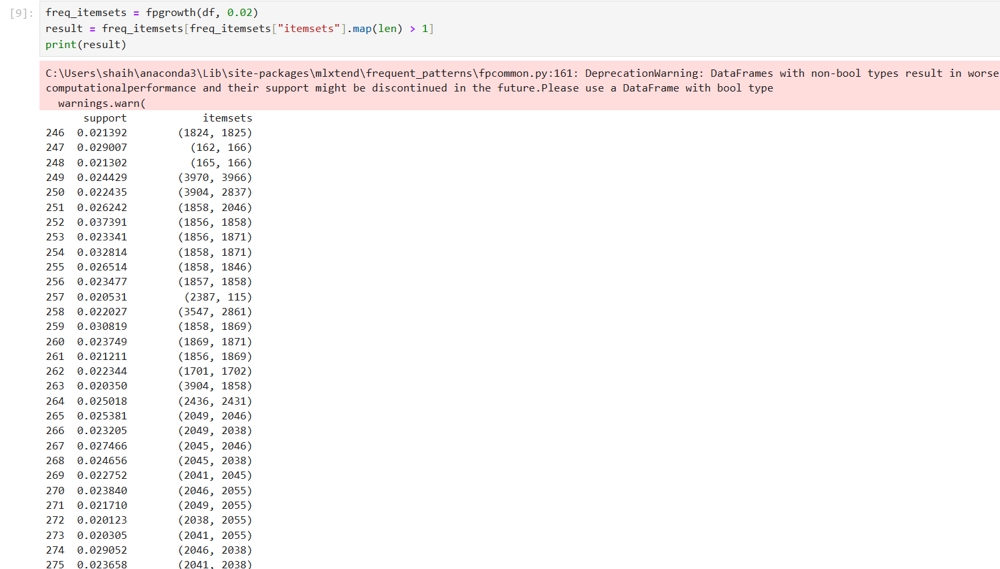 [9]: freq_itemsets = fpgrowth(df, 0.02)
result = freq_itemsets[freq_itemsets["itemsets"].map(len) > 1]
print(result)
C:\Users\shaih\anaconda3\Lib\site-packages\mlxtend\frequent_patterns\fpcommon.py:161: DeprecationWarning: DataFrames with non-bool types result in worse
computationalperformance and their support might be discontinued in the future.Please use a DataFrame with bool type
warnings.warn(
support itemsets
246 0.021392 (1824, 1825)
247 0.029007 (162, 166)
248 0.021302 (165, 166)
249 0.024429 (3970, 3966)
250 0.022435 (3904, 2837)
251 0.026242 (1858, 2046)
252 0.037391 (1856, 1858)
253 0.023341 (1856, 1871)
254 0.032814 (1858, 1871)
255 0.026514 (1858, 1846)
256 0.023477 (1857, 1858)
257 0.020531 (2387, 115)
258 0.022027 (3547, 2861)
259 0.030819 (1858, 1869)
260 0.023749 (1869, 1871)
261 0.021211 (1856, 1869)
262 0.022344 (1701, 1702)
263 0.020350 (3904, 1858)
264 0.025018 (2436, 2431)
265 0.025381 (2049, 2046)
266 0.023205 (2049, 2038)
267 0.027466 (2045, 2046)
268 0.024656 (2045, 2038)
269 0.022752 (2041, 2045)
270 0.023840 (2046, 2055)
271 0.021710 (2049, 2055)
272 0.020123 (2038, 2055)
273 0.020305 (2041, 2055)
274 0.029052 (2046, 2038)
275 0.023658 (2041, 2038)